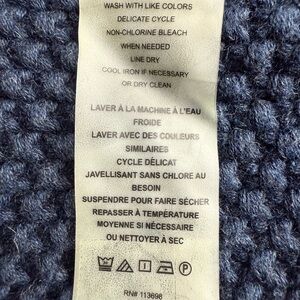 WASH WITH LIKE COLORS
DELICATE CYCLE
NON-CHLORINE BLEACH
WHEN NEEDED
LINE DRY
COOL IRON IF NECESSARY
OR DRY CLEAN
LAVER À LA MACHINE À L'EAU
FROIDE
LAVER AVEC DES COULEURS
SIMILAIRES
CYCLE DÉLICAT
JAVELLISANT SANS CHLORE AU
BESOIN
SUSPENDRE POUR FAIRE SÉCHER
REPASSER À TEMPÉRATURE
MOYENNE SI NÉCESSAIRE
OU NETTOYER À SEC
P
RN# 113698